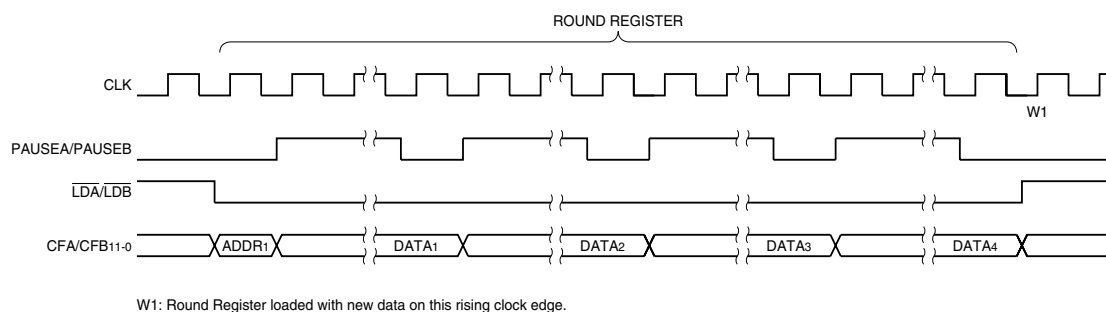 ROUND REGISTER
CLK
W1
PAUSEA/PAUSEB
LDA/LDB
CFA/CFB11-0
ADDR1
DATA1
DATA2
DATA3
DATA4
W1: Round Register loaded with new data on this rising clock edge.